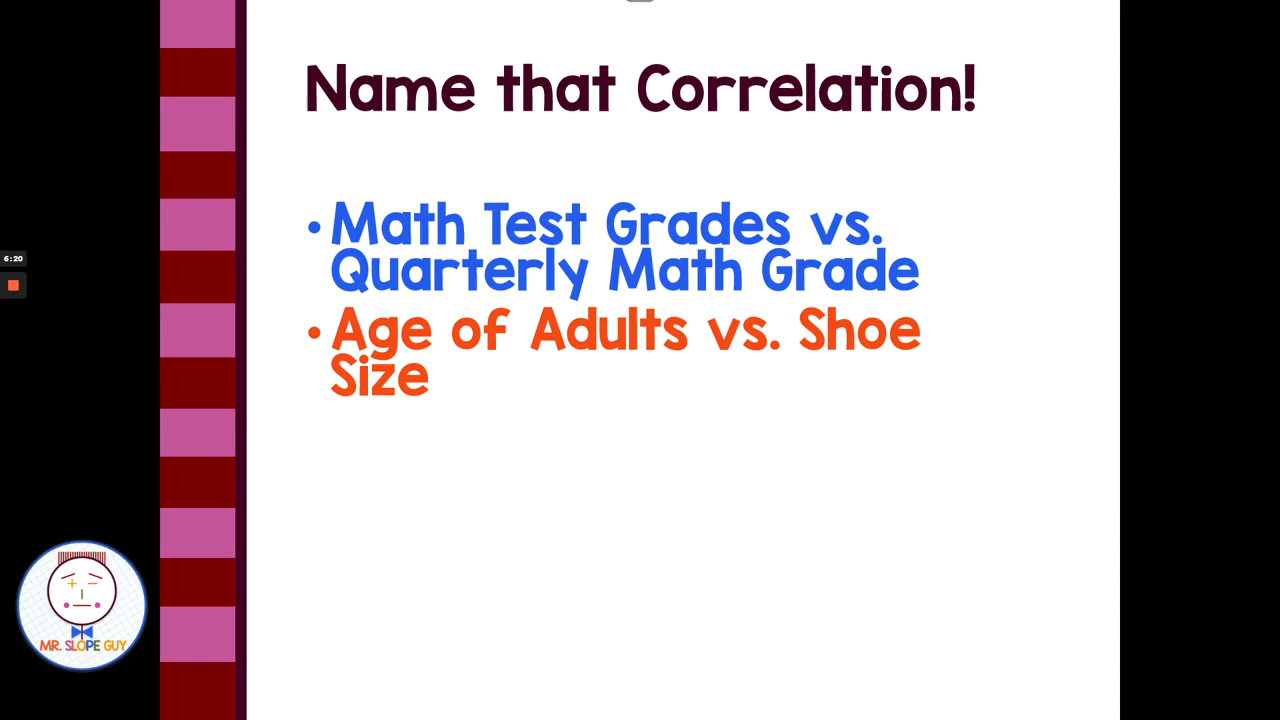 Name that Correlation!
• Math Test Grades vs.
Quarterly Math Grade
• Age of Adults vs. Shoe
Size
6:20
MR. SLOPE GUY